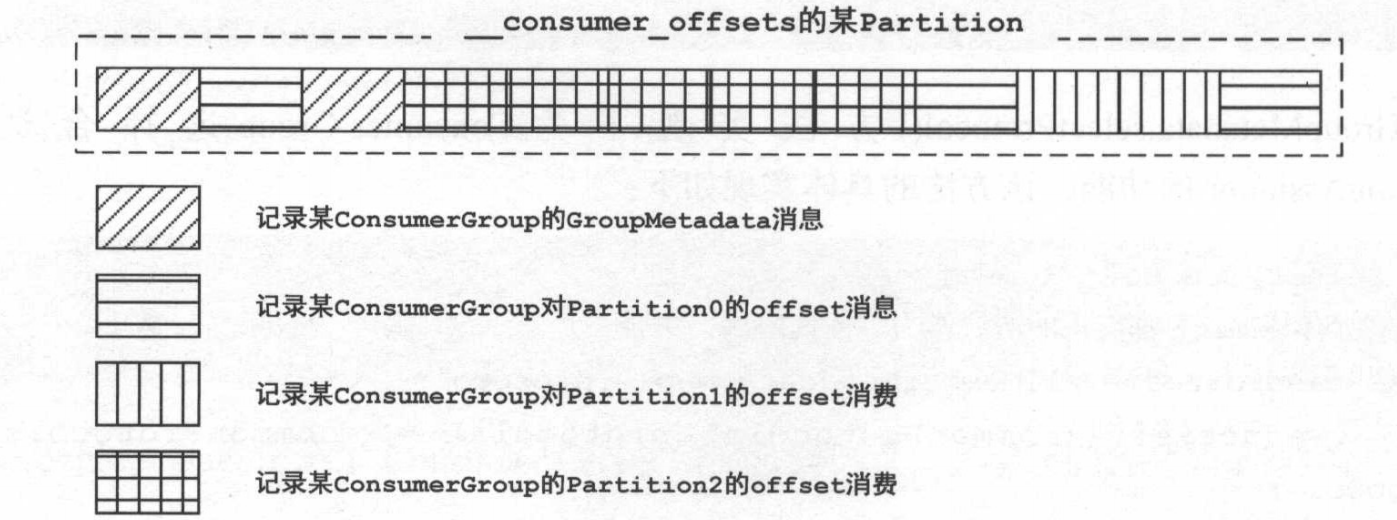 __consumer_offsets的某Partition
记录某ConsumerGroup的GroupMetadata消息
记录某ConsumerGroup对Partition0的offset消息
记录某ConsumerGroup对Partition1的offset消费
记录某ConsumerGroup的Partition2的offset消费